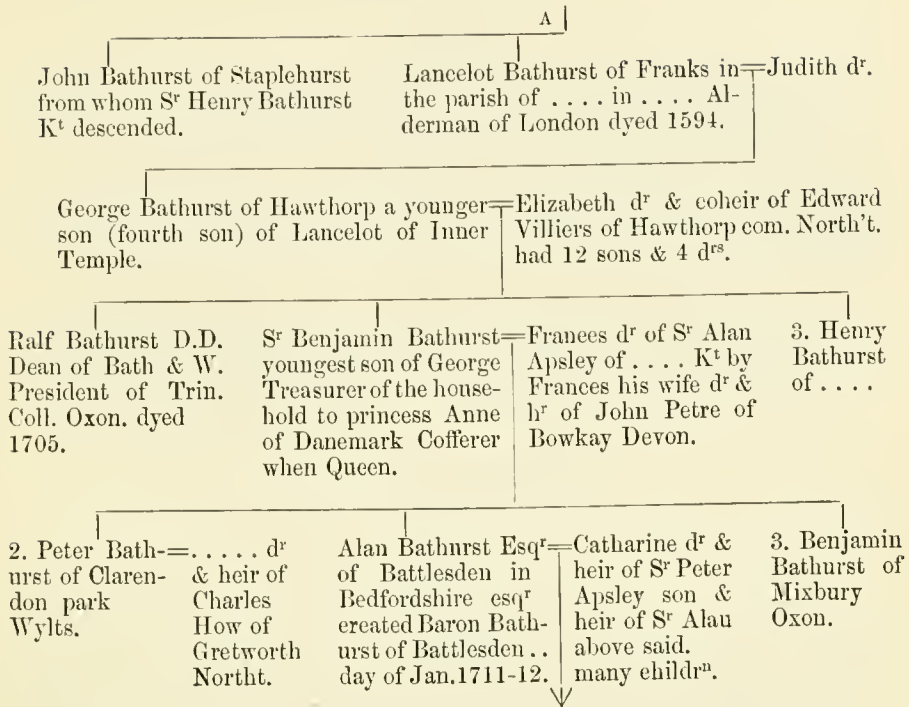 A
John Bathurst of Staplehurst
from whom Sr Henry Bathurst
Kt descended.
Lancelot Bathurst of Franks in=Judith dr.
the parish of . . . . in . . . . Al-
derman of London dyed 1594.
George Bathurst of Hawthorp a younger=Elizabeth dr & coheir of Edward
son (fourth son) of Lancelot of Inner
Temple.
Villiers of Hawthorp com. North't.
had 12 sons & 4 drs.
Ralf Bathurst D.D.
Dean of Bath & W.
President of Trin.
Coll. Oxon. dyed
1705.
Sr Benjamin Bathurst=
youngest son of George
Treasurer of the house-
hold to princess Anne
of Danemark Cofferer
when Queen.
Frances dr of Sr Alan
Apsley of . . . . Kt by
Frances his wife dr &
hr of John Petre of
Bowkay Devon.
3. Henry
Bathurst
of . . . .
2. Peter Bath-=
urst of Claren-
don park
Wylts.
. . . . . dr
& heir of
Charles
How of
Gretworth
Northt.
Alan Bathurst Esqr=
of Battlesden in
Bedfordshire esqr
created Baron Bath-
urst of Battlesden . .
day of Jan. 1711-12.
Catharine dr &
heir of Sr Peter
Apsley son &
heir of Sr Alan
above said.
many childrn.
3. Benjamin
Bathurst of
Mixbury
Oxon.